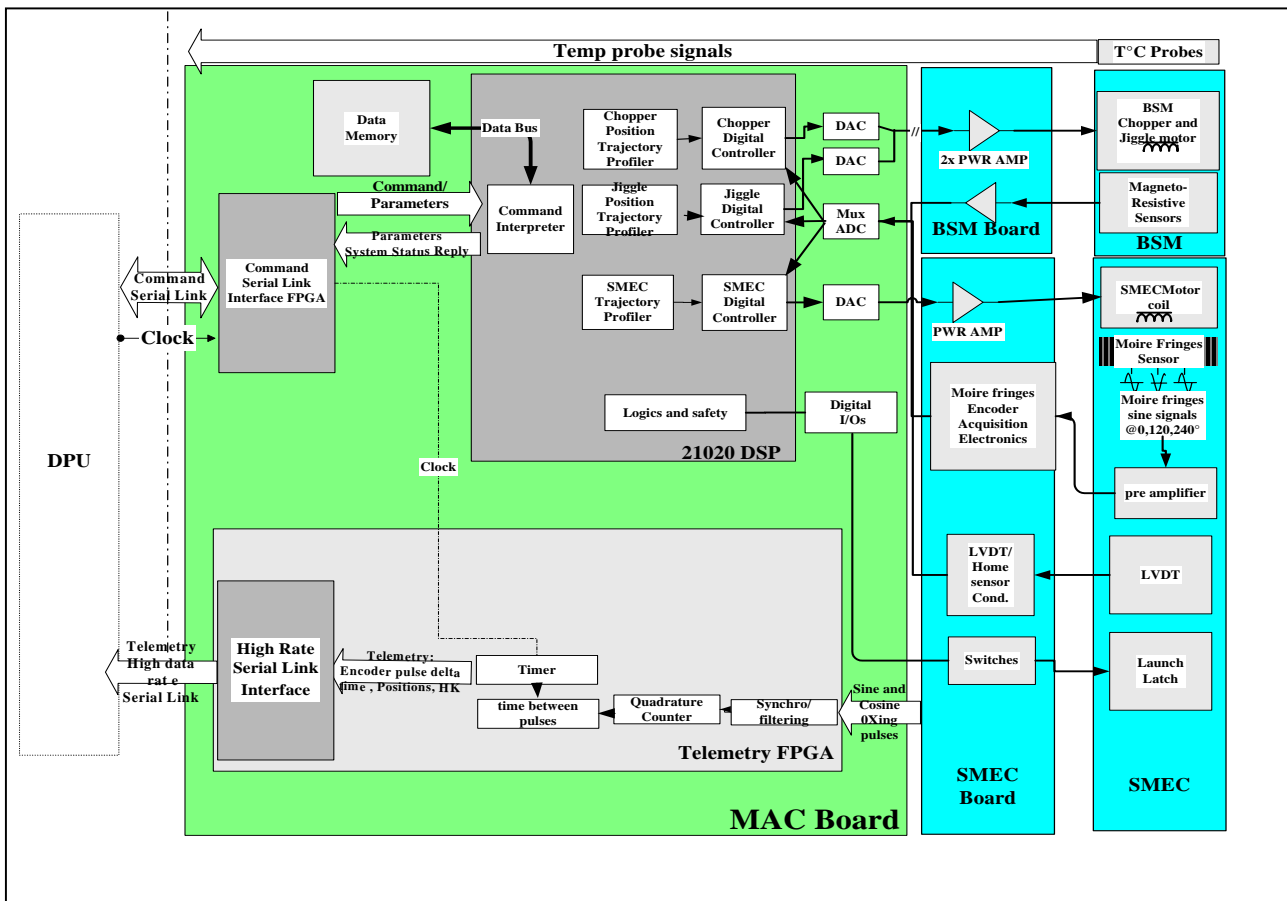 Temp probe signals
T°C Probes
Data
Memory
Data Bus
Chopper
Position
Trajectory
Profiler
Chopper
Digital
Controller
DAC
DAC
//
2x PWR AMP
BSM
Chopper and
Jiggle motor
Command/
Parameters
Command
Interpreter
Jiggle
Position
Trajectory
Profiler
Jiggle
Digital
Controller
Mux
ADC
BSM Board
Magneto-
Resistive
Sensors
BSM
Parameters
System Status Reply
Command
Serial Link
Command
Serial Link
Interface FPGA
Clock
SMEC
Trajectory
Profiler
SMEC
Digital
Controller
DAC
PWR AMP
SMECMotor
coil
Moire Fringes
Sensor
Moire fringes
sine signals
@0,120,240°
Moire fringes
Encoder
Acquisition
Electronics
Logics and safety
Digital
I/Os
21020 DSP
DPU
Clock
pre amplifier
LVDT/
Home
sensor
Cond.
LVDT
Switches
Launch
Latch
Telemetry
High data
rat e
Serial Link
High Rate
Serial Link
Interface
Telemetry:
Encoder pulse delta
time , Positions, HK
Timer
time between
pulses
Quadrature
Counter
Synchro/
filtering
Sine and
Cosine
0Xing
pulses
Telemetry FPGA
SMEC
Board
SMEC
MAC Board